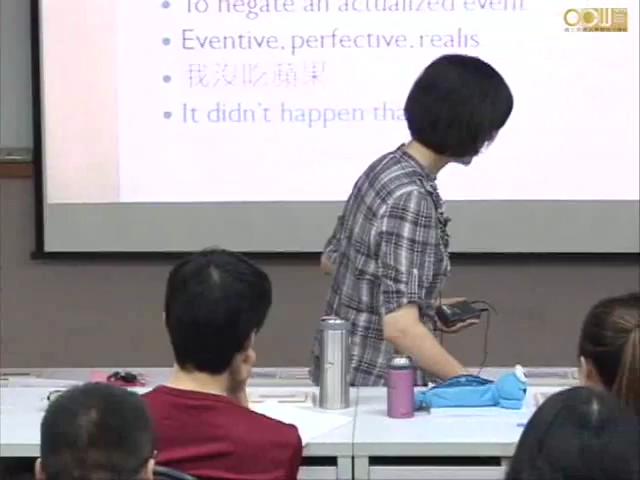 • To negate an actualized event
• Eventive, perfective, realis
• 我沒吃蘋果
• It didn't happen
OCW